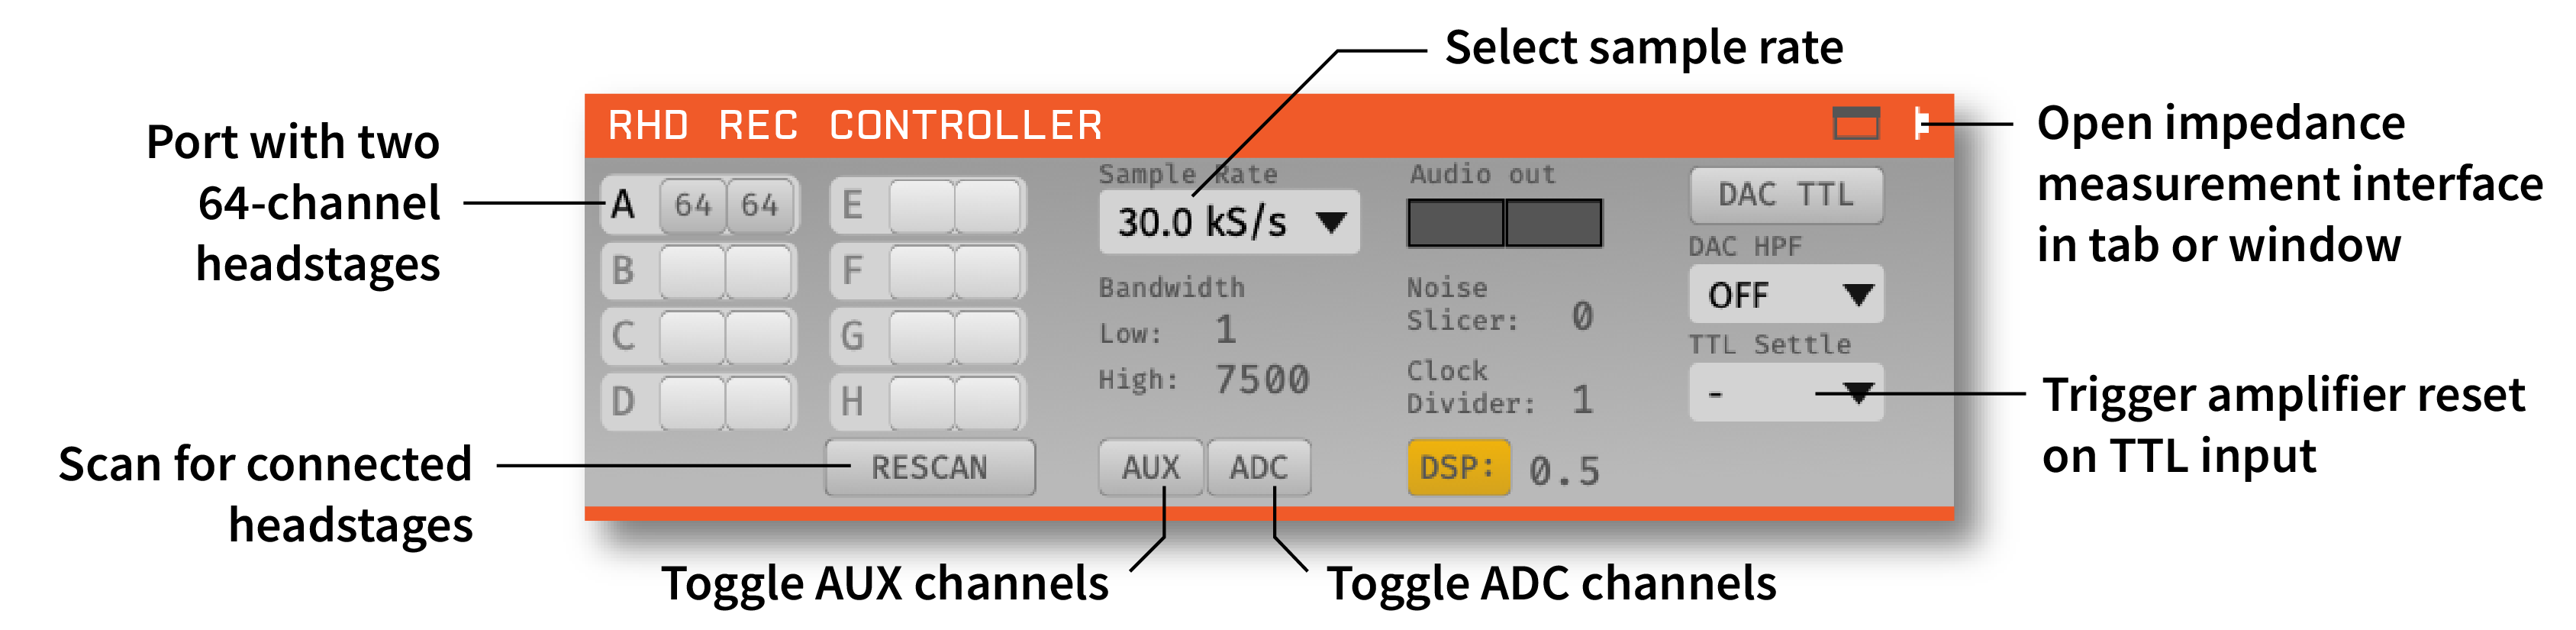 Select sample rate
RHD REC CONTROLLER
Port with two
64-channel
headstages
Open impedance
measurement interface
in tab or window
A 64 64
B
C
D
E
F
G
H
RESCAN
Sample Rate
30.0 kS/s
Bandwidth
Low: 1
High: 7500
AUX ADC
Audio out
Noise
Slicer: 0
Clock
Divider: 1
DSP: 0.5
DAC TTL
DAC HPF
OFF
TTL Settle
-
Trigger amplifier reset
on TTL input
Scan for connected
headstages
Toggle AUX channels
Toggle ADC channels